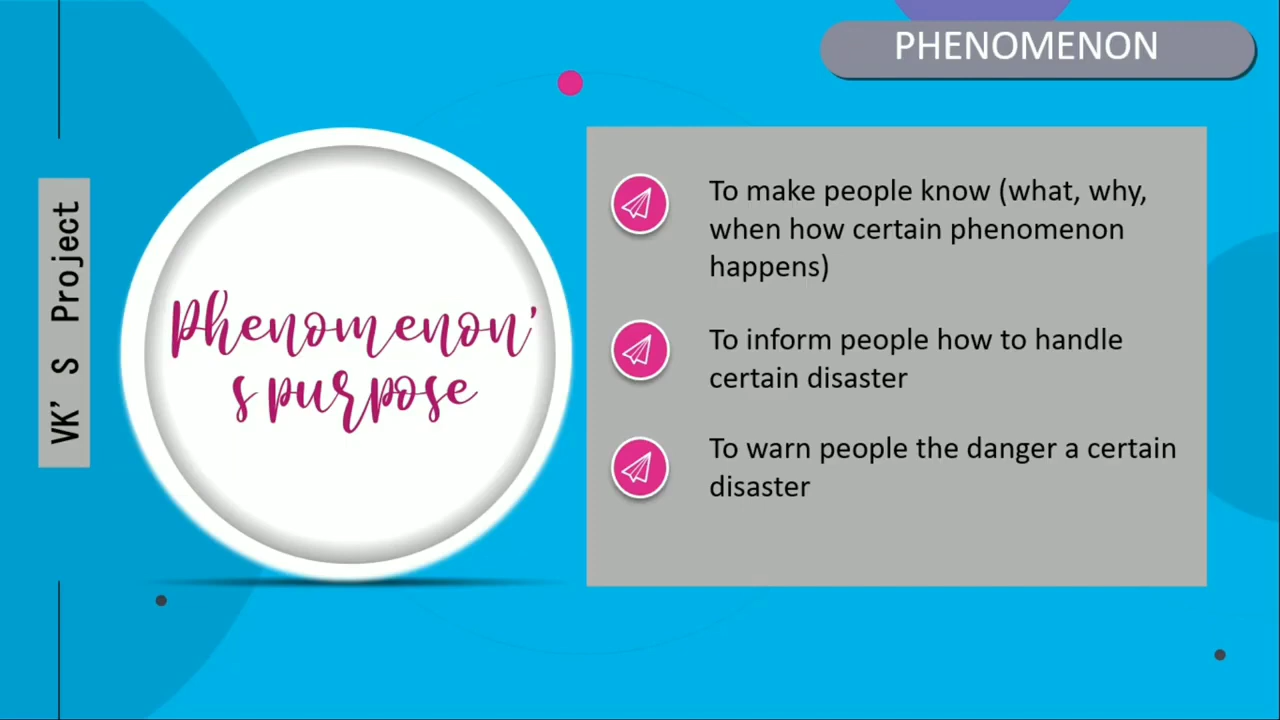 PHENOMENON
VK' S Project
Phenomenon'
s purpose
To make people know (what, why,
when how certain phenomenon
happens)
To inform people how to handle
certain disaster
To warn people the danger a certain
disaster